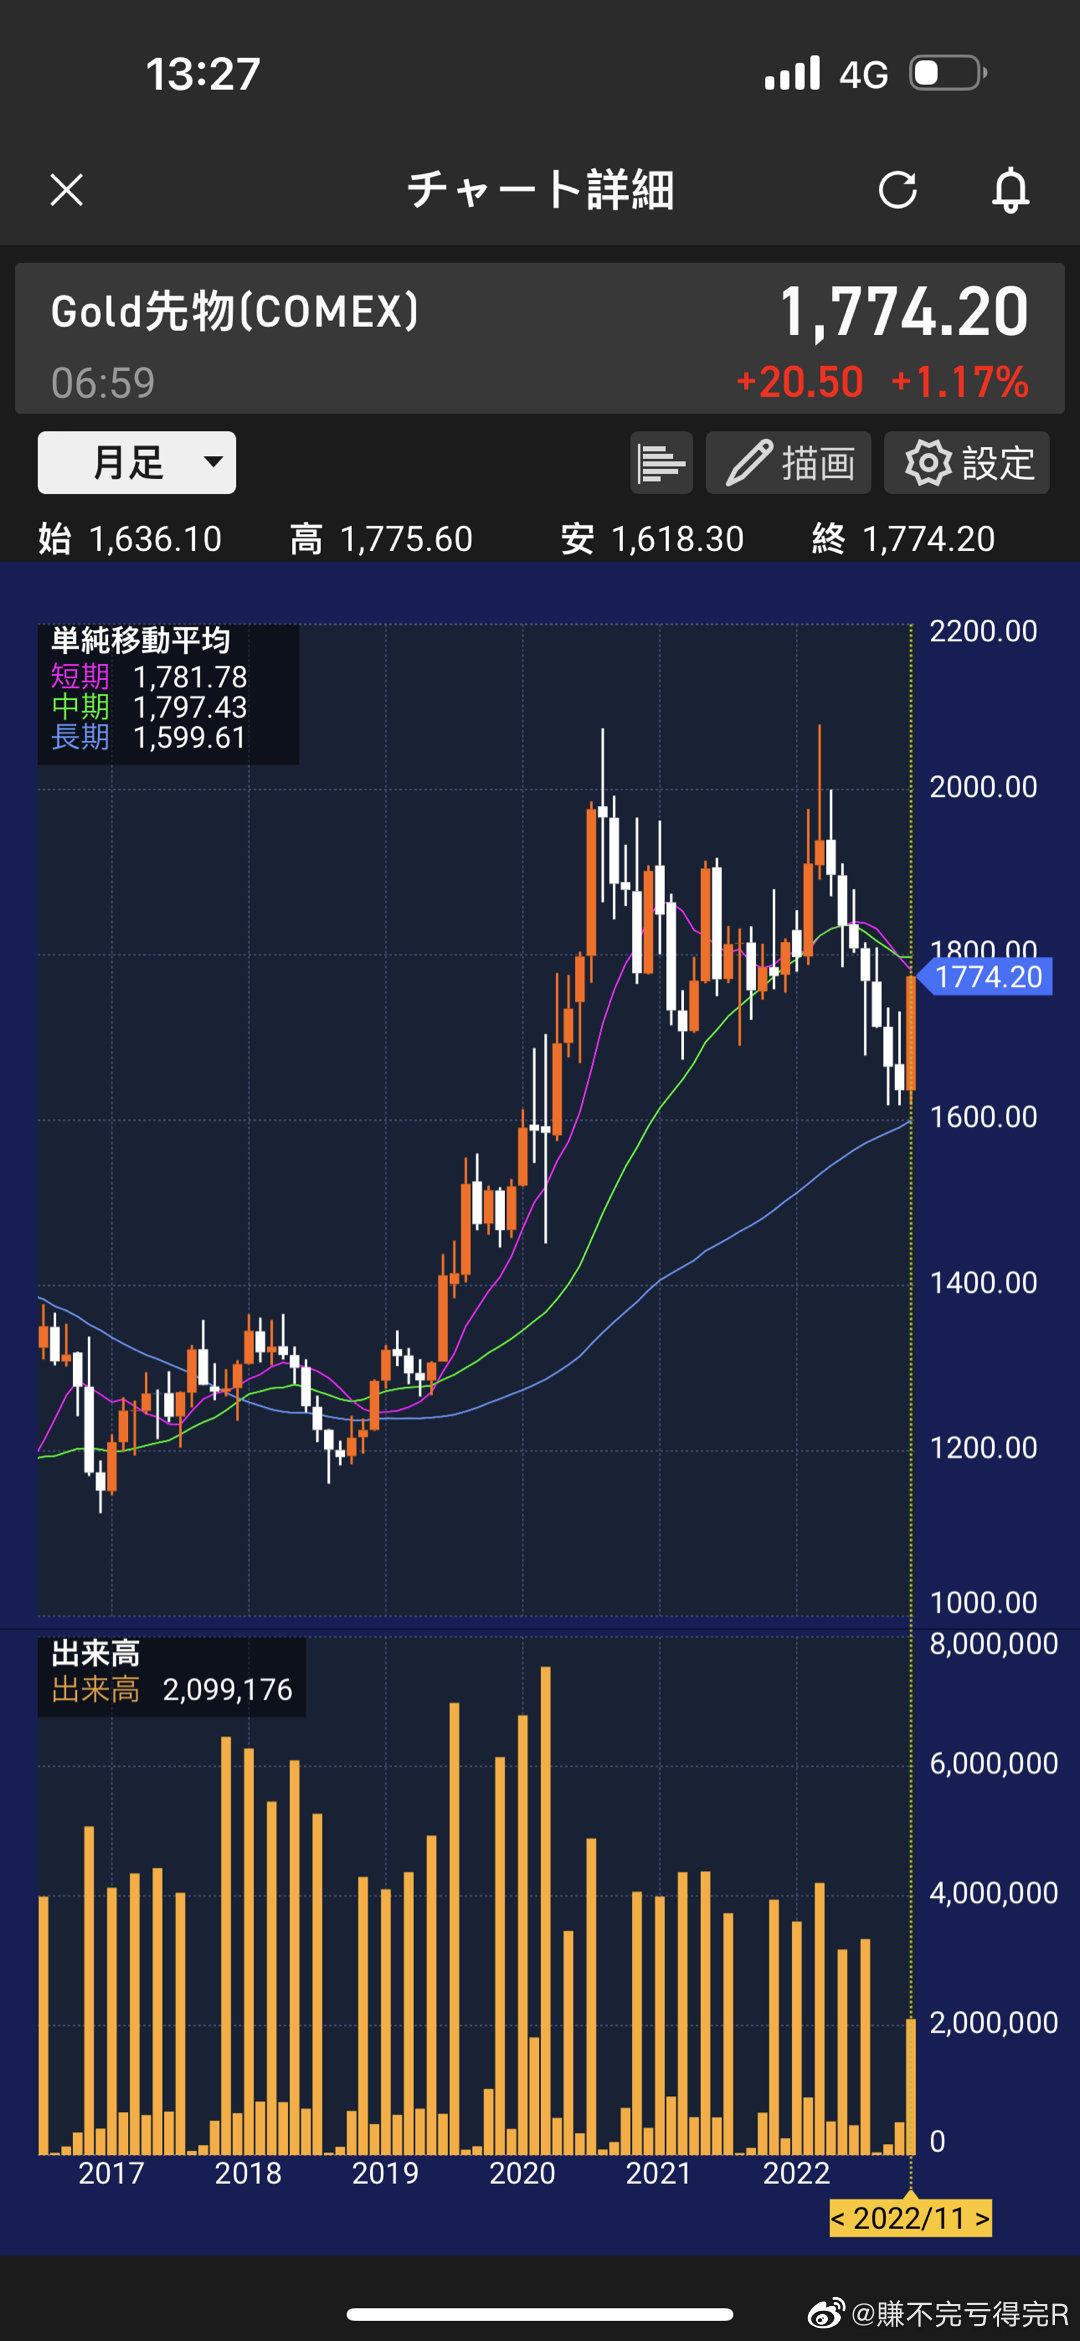 13:27 4G
チャート詳細
Gold先物(COMEX) 1,774.20
06:59 +20.50 +1.17%
月足 描画 設定
始 1,636.10 高 1,775.60 安 1,618.30 終 1,774.20
単純移動平均
短期 1,781.78
中期 1,797.43
長期 1,599.61
2200.00
2000.00
1800.00
1774.20
1600.00
1400.00
1200.00
1000.00
出来高
出来高 2,099,176
8,000,000
6,000,000
4,000,000
2,000,000
0
2017 2018 2019 2020 2021 2022
< 2022/11 >
@賺不完亏得完R